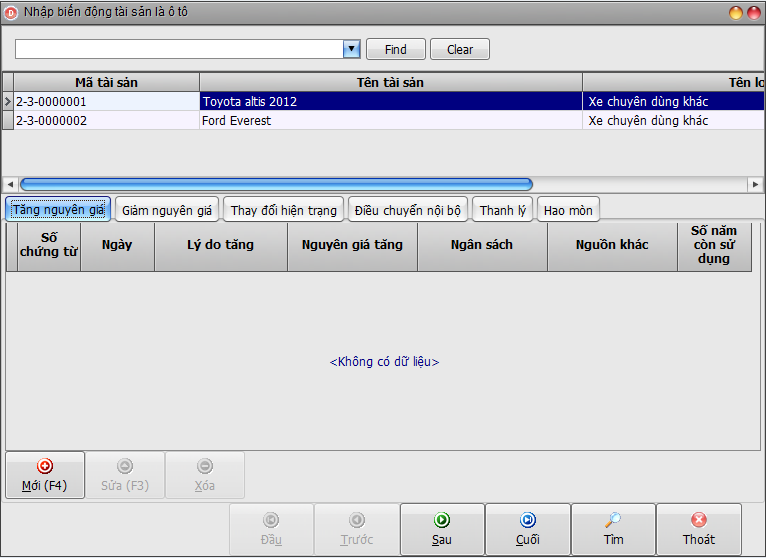 Nhập biến động tài sản là ô tô
Find
Clear
Mã tài sản
Tên tài sản
Tên lo
2-3-0000001
Toyota altis 2012
Xe chuyên dùng khác
2-3-0000002
Ford Everest
Xe chuyên dùng khác
Tăng nguyên giá
Giảm nguyên giá
Thay đổi hiện trạng
Điều chuyển nội bộ
Thanh lý
Hao mòn
Số
chứng từ
Ngày
Lý do tăng
Nguyên giá tăng
Ngân sách
Nguồn khác
Số năm
còn sử
dụng
<Không có dữ liệu>
Mới (F4)
Sửa (F3)
Xóa
Đầu
Trước
Sau
Cuối
Tìm
Thoát